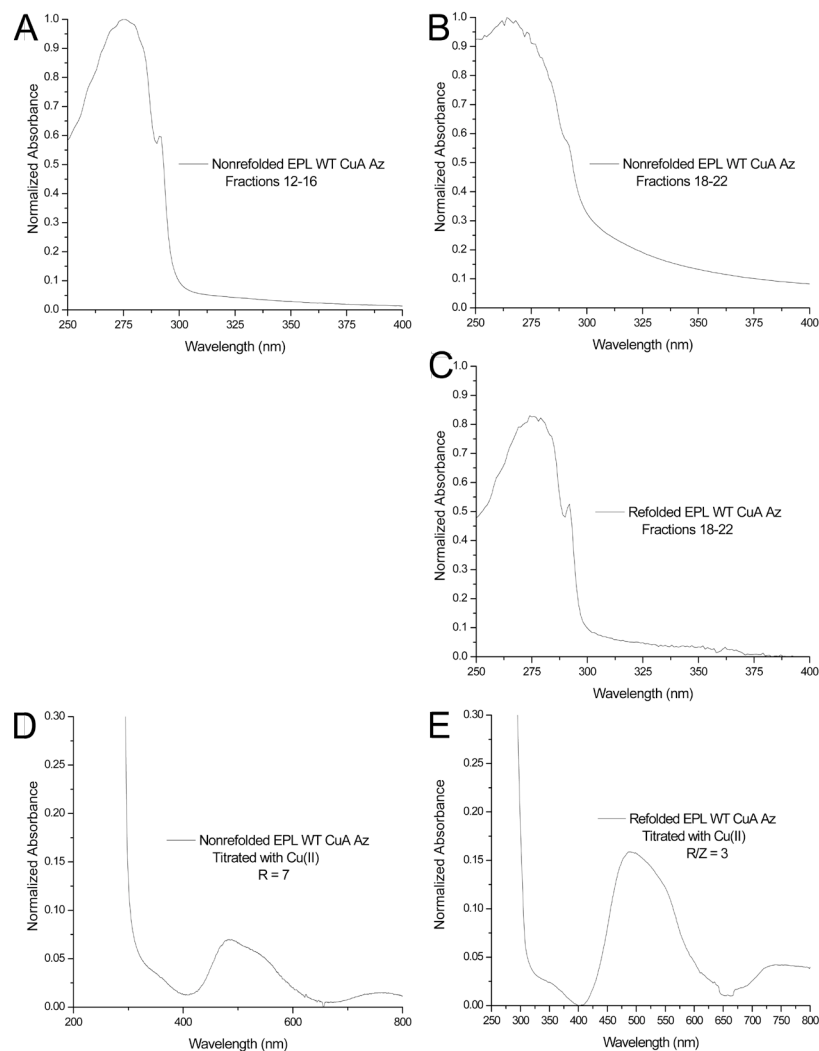 A
1.0
0.9
0.8
0.7
0.6
0.5
0.4
0.3
0.2
0.1
0.0
Normalized Absorbance
Nonrefolded EPL WT CuA Az
Fractions 12-16
250 275 300 325 350 375 400
Wavelength (nm)
B
1.0
0.9
0.8
0.7
0.6
0.5
0.4
0.3
0.2
0.1
0.0
Normalized Absorbance
Nonrefolded EPL WT CuA Az
Fractions 18-22
250 275 300 325 350 375 400
Wavelength (nm)
C
1.0
0.9
0.8
0.7
0.6
0.5
0.4
0.3
0.2
0.1
0.0
Normalized Absorbance
Refolded EPL WT CuA Az
Fractions 18-22
250 275 300 325 350 375 400
Wavelength (nm)
D
0.30
0.25
0.20
0.15
0.10
0.05
0.00
Normalized Absorbance
Nonrefolded EPL WT CuA Az
Titrated with Cu(II)
R = 7
200 400 600 800
Wavelength (nm)
E
0.30
0.25
0.20
0.15
0.10
0.05
0.00
Normalized Absorbance
Refolded EPL WT CuA Az
Titrated with Cu(II)
R/Z = 3
250 300 350 400 450 500 550 600 650 700 750 800
Wavelength (nm)